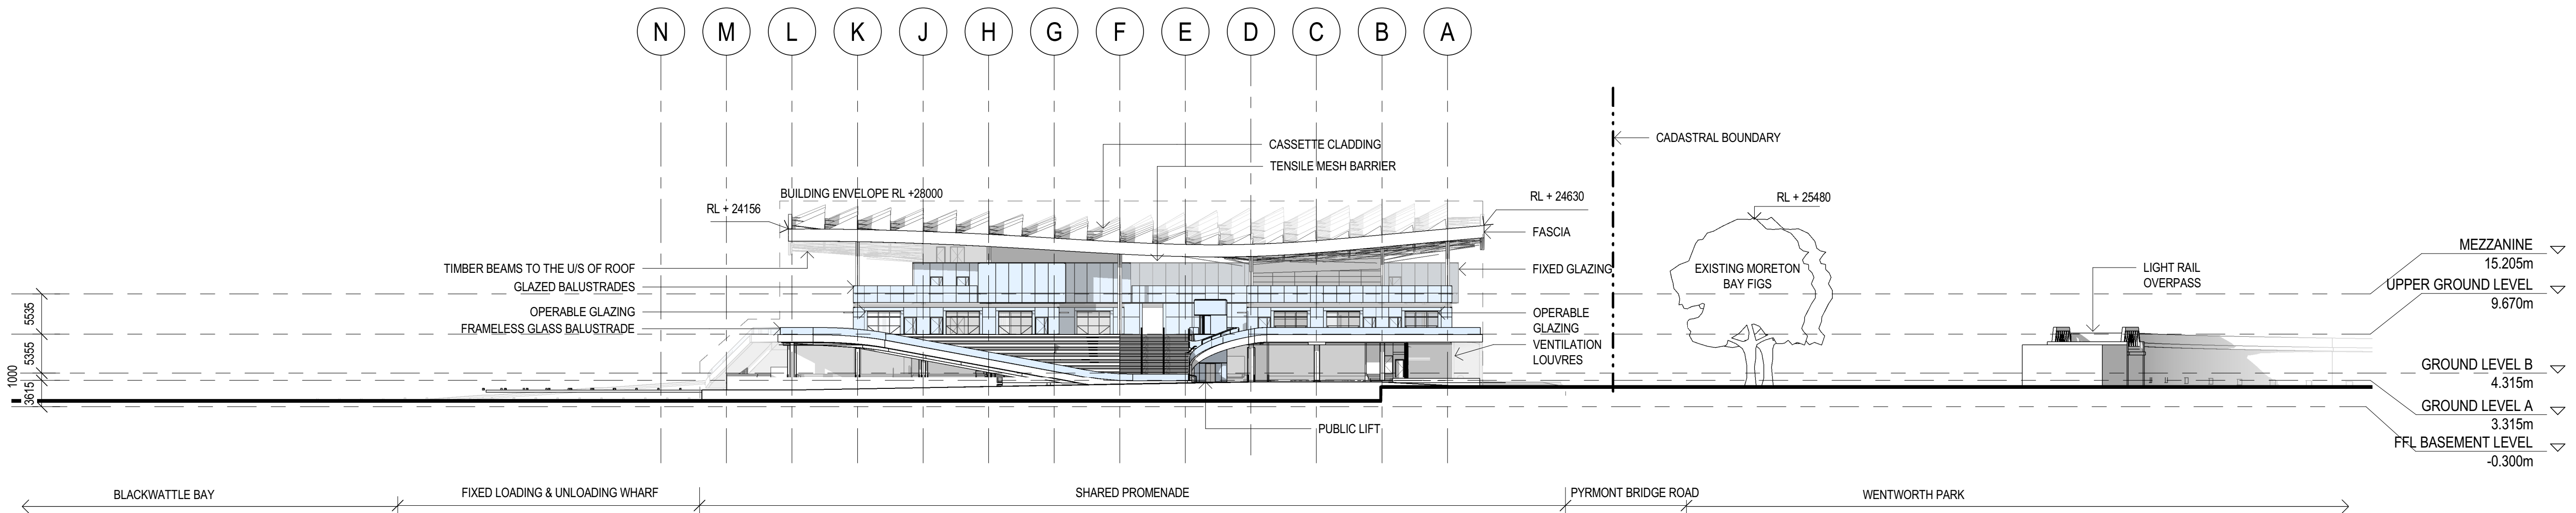 N M L K J H G F E D C B A
CASSETTE CLADDING
TENSILE MESH BARRIER
CADASTRAL BOUNDARY
BUILDING ENVELOPE RL +28000
RL + 24156
RL + 24630
RL + 25480
FASCIA
TIMBER BEAMS TO THE U/S OF ROOF
GLAZED BALUSTRADES
OPERABLE GLAZING
FRAMELESS GLASS BALUSTRADE
FIXED GLAZING
OPERABLE
GLAZING
VENTILATION
LOUVRES
EXISTING MORETON
BAY FIGS
LIGHT RAIL
OVERPASS
MEZZANINE
15.205m
UPPER GROUND LEVEL
9.670m
GROUND LEVEL B
4.315m
GROUND LEVEL A
3.315m
FFL BASEMENT LEVEL
-0.300m
5535
5355
1000
3615
PUBLIC LIFT
BLACKWATTLE BAY
FIXED LOADING & UNLOADING WHARF
SHARED PROMENADE
PYRMONT BRIDGE ROAD
WENTWORTH PARK